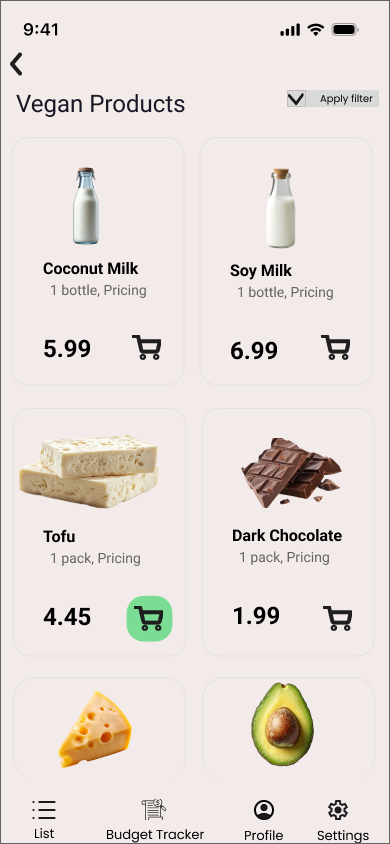 9:41
Vegan Products
Apply filter
Coconut Milk
1 bottle, Pricing
5.99
Soy Milk
1 bottle, Pricing
6.99
Tofu
1 pack, Pricing
4.45
Dark Chocolate
1 pack, Pricing
1.99
List
Budget Tracker
Profile
Settings